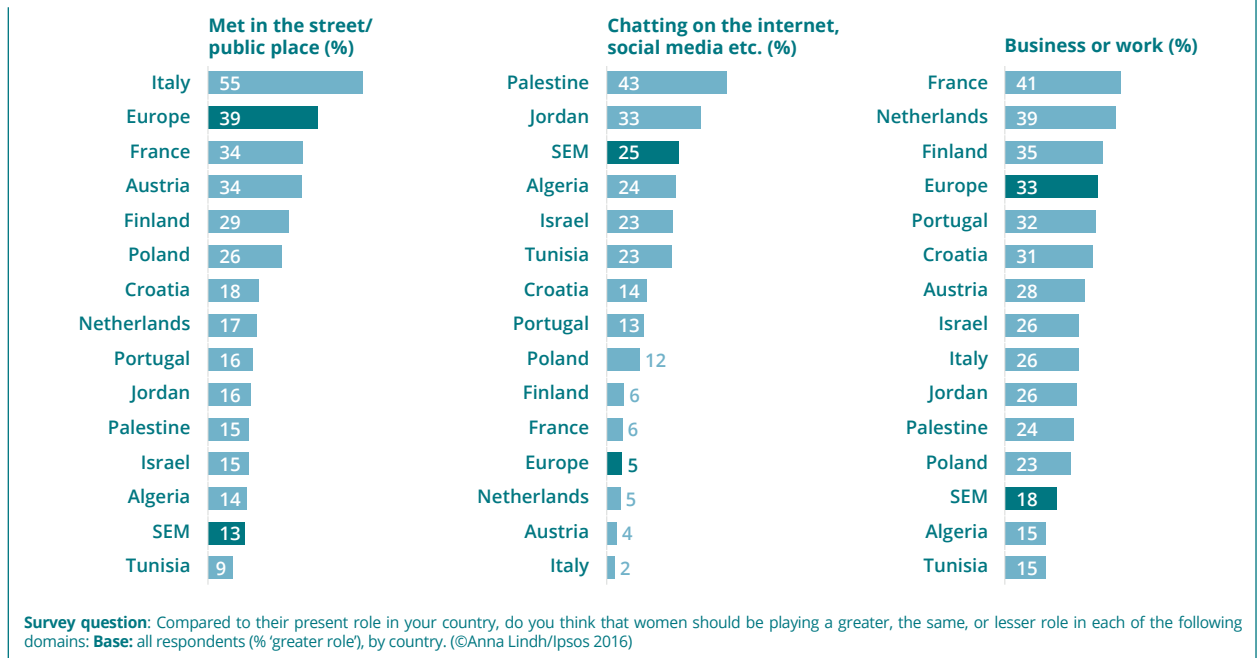 Met in the street/
public place (%)
Italy 55
Europe 39
France 34
Austria 34
Finland 29
Poland 26
Croatia 18
Netherlands 17
Portugal 16
Jordan 16
Palestine 15
Israel 15
Algeria 14
SEM 13
Tunisia 9
Chatting on the internet,
social media etc. (%)
Palestine 43
Jordan 33
SEM 25
Algeria 24
Israel 23
Tunisia 23
Croatia 14
Portugal 13
Poland 12
Finland 6
France 6
Europe 5
Netherlands 5
Austria 4
Italy 2
Business or work (%)
France 41
Netherlands 39
Finland 35
Europe 33
Portugal 32
Croatia 31
Austria 28
Israel 26
Italy 26
Jordan 26
Palestine 24
Poland 23
SEM 18
Algeria 15
Tunisia 15
Survey question: Compared to their present role in your country, do you think that women should be playing a greater, the same, or lesser role in each of the following
domains: Base: all respondents (% ‘greater role’), by country. (©Anna Lindh/Ipsos 2016)